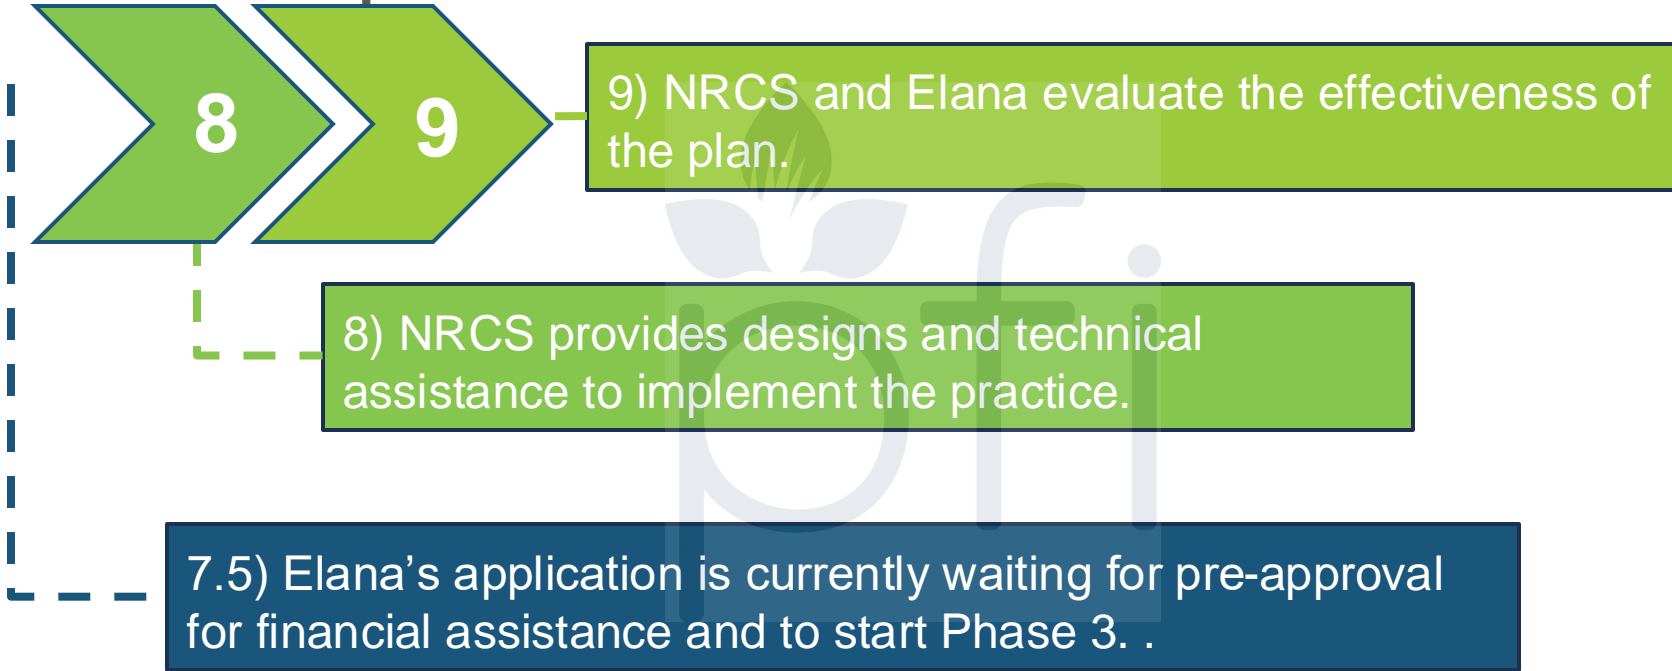 8
9
9) NRCS and Elana evaluate the effectiveness of
the plan.
8) NRCS provides designs and technical
assistance to implement the practice.
7.5) Elana’s application is currently waiting for pre-approval
for financial assistance and to start Phase 3. .
pfi